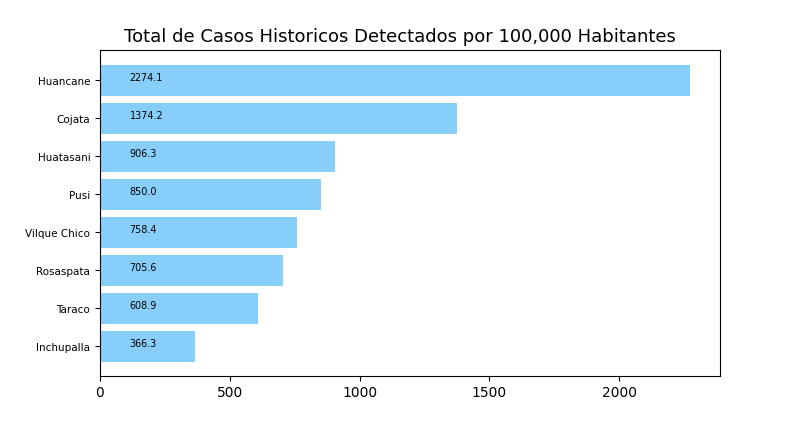 Total de Casos Historicos Detectados por 100,000 Habitantes
Huancane 2274.1
Cojata 1374.2
Huatasani 906.3
Pusi 850.0
Vilque Chico 758.4
Rosaspata 705.6
Taraco 608.9
Inchupalla 366.3
0 500 1000 1500 2000